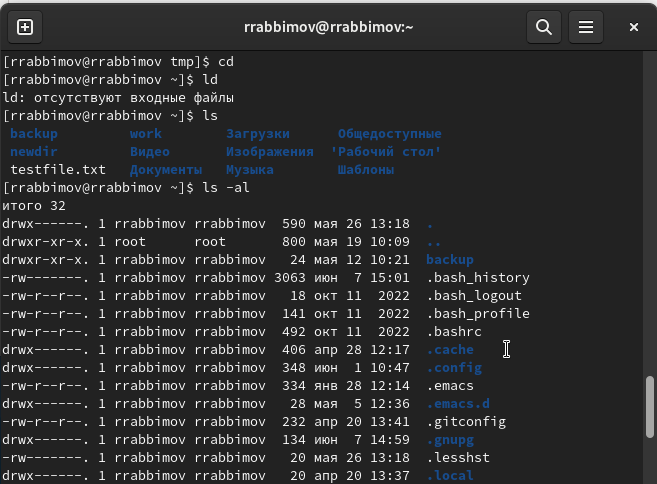 rrabbimov@rrabbimov:~
[rrabbimov@rrabbimov tmp]$ cd
[rrabbimov@rrabbimov ~]$ ld
ld: отсутствуют входные файлы
[rrabbimov@rrabbimov ~]$ ls
backup work Загрузки Общедоступные
newdir Видео Изображения 'Рабочий стол'
testfile.txt Документы Музыка Шаблоны
[rrabbimov@rrabbimov ~]$ ls -al
итого 32
drwx------. 1 rrabbimov rrabbimov 590 мая 26 13:18 .
drwxr-xr-x. 1 root root 800 мая 19 10:09 ..
drwxr-xr-x. 1 rrabbimov rrabbimov 24 мая 12 10:21 backup
-rw-------. 1 rrabbimov rrabbimov 3063 июн 7 15:01 .bash_history
-rw-r--r--. 1 rrabbimov rrabbimov 18 окт 11 2022 .bash_logout
-rw-r--r--. 1 rrabbimov rrabbimov 141 окт 11 2022 .bash_profile
-rw-r--r--. 1 rrabbimov rrabbimov 492 окт 11 2022 .bashrc
drwx------. 1 rrabbimov rrabbimov 406 апр 28 12:17 .cache
drwx------. 1 rrabbimov rrabbimov 348 июн 1 10:47 .config
-rw-r--r--. 1 rrabbimov rrabbimov 334 янв 28 12:14 .emacs
drwx------. 1 rrabbimov rrabbimov 28 мая 5 12:36 .emacs.d
-rw-r--r--. 1 rrabbimov rrabbimov 232 апр 20 13:41 .gitconfig
drwx------. 1 rrabbimov rrabbimov 134 июн 7 14:59 .gnupg
-rw-------. 1 rrabbimov rrabbimov 20 мая 26 13:18 .lesshst
drwx------. 1 rrabbimov rrabbimov 20 апр 20 13:37 .local